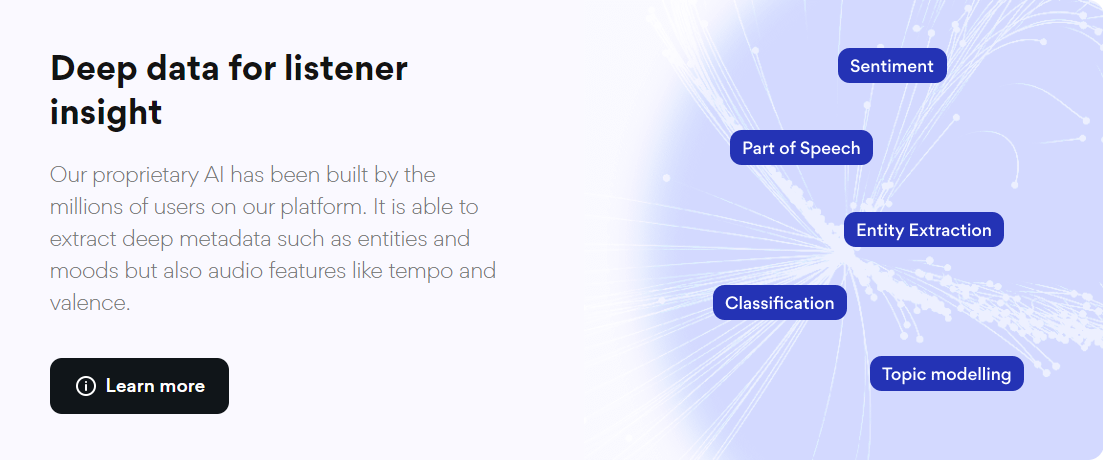 Deep data for listener
insight
Our proprietary AI has been built by the
millions of users on our platform. It is able to
extract deep metadata such as entities and
moods but also audio features like tempo and
valence.
Learn more
Sentiment
Part of Speech
Entity Extraction
Classification
Topic modelling